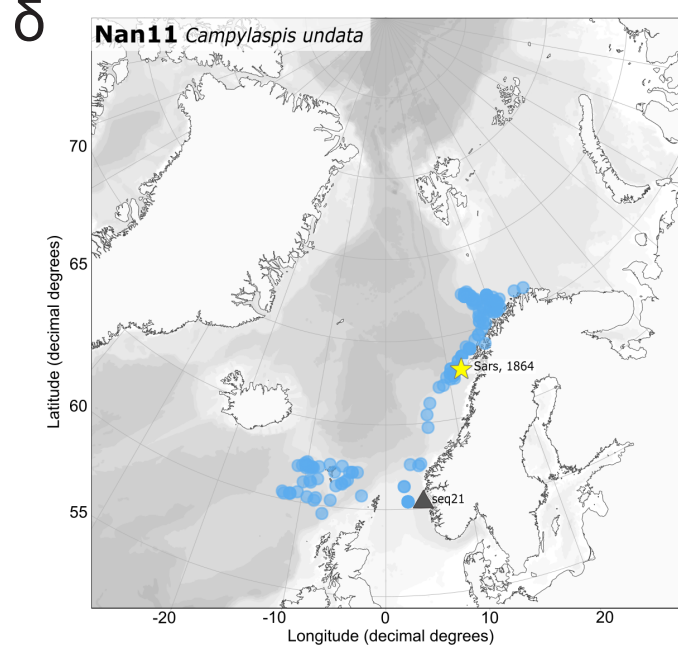 δ
Nan11 Campylaspis undata
70
65
60
55
Latitude (decimal degrees)
Sars, 1864
seq21
-20 -10 0 10 20
Longitude (decimal degrees)